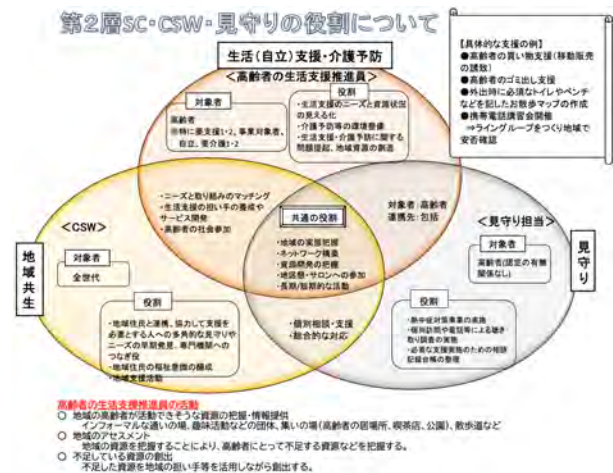 第2層SC・CSW・見守りの役割について
生活(自立)支援・介護予防
<高齢者の生活支援推進員>
対象者
高齢者
※特に要支援1・2、事業対象者、
自立、要介護1・2
役割
・生活支援のニーズと資源状況の
見える化
・介護予防等の環境整備
・生活支援・介護予防に関する
問題提起、地域資源の創造
【具体的な支援の例】
●高齢者の買い物支援(移動販売
の誘致)
●高齢者のゴミ出し支援
●外出時に必須なトイレやベンチ
などを記したお散歩マップの作成
●携帯電話講習会開催
⇒ライングループをつくり地域で
安否確認
・ニーズと取り組みのマッチング
・生活支援の担い手の養成や
サービス開発
・高齢者の社会参加
対象者:高齢者
連携先:包括
共通の役割
・地域の実態把握
・ネットワーク構築
・資源開発の把握
・地区懇・サロンへの参加
・長期/短期的な活動
<CSW>
地域共生
対象者
全世代
役割
・地域住民と連携、協力して支援を
必要とする人への多角的な見守りや
ニーズの早期発見、専門機関への
つなぎ役
・地域住民の福祉意識の醸成
・地域支援活動
・個別相談・支援
・総合的な対応
<見守り担当>
見守り
対象者
高齢者(認定の有無
関係なし)
役割
・熱中症対策事業の実施
・個別訪問や電話等による聴き
取り調査の実施
・必要な支援実施のための相談
記録台帳の整理
高齢者の生活支援推進員の活動
○ 地域の高齢者が活動できそうな資源の把握・情報提供
インフォーマルな通いの場、趣味活動などの団体、集いの場(高齢者の居場所、喫茶店、公園)、散歩道など
○ 地域のアセスメント
地域の資源を把握することにより、高齢者にとって不足する資源などを把握する。
○ 不足している資源の創出
不足した資源を地域の担い手等を活用しながら創出する。